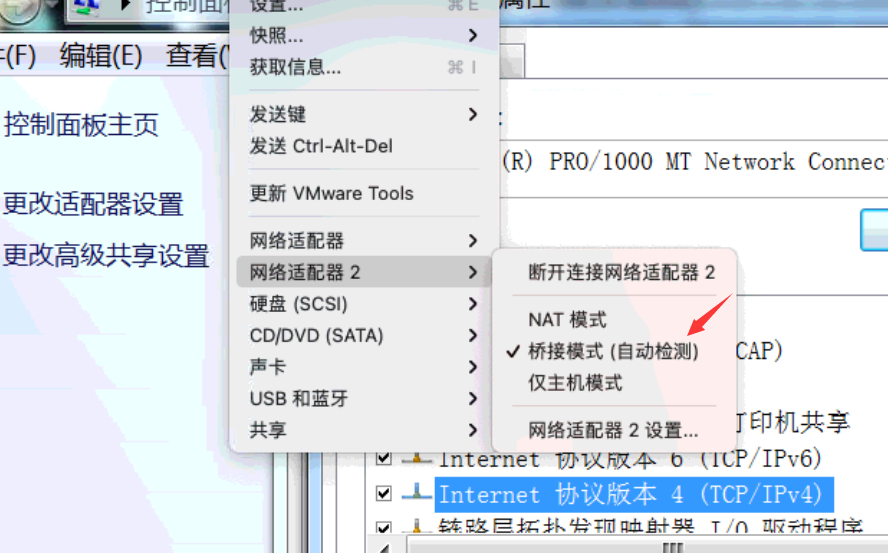 控制面板
设置... ⌘ E
属性
(F) 编辑(E) 查看(
快照...
获取信息... ⌘ I
控制面板主页
发送键
发送 Ctrl-Alt-Del
(R) PRO/1000 MT Network Connec
更新 VMware Tools
更改适配器设置
更改高级共享设置
网络适配器
网络适配器 2
硬盘 (SCSI)
CD/DVD (SATA)
声卡
USB 和蓝牙
共享
断开连接网络适配器 2
NAT 模式
✓ 桥接模式 (自动检测)
仅主机模式
网络适配器 2 设置...
CAP)
打印机共享
Internet 协议版本 6 (TCP/IPv6)
Internet 协议版本 4 (TCP/IPv4)
链路层拓扑发现映射器 I/O 驱动程序